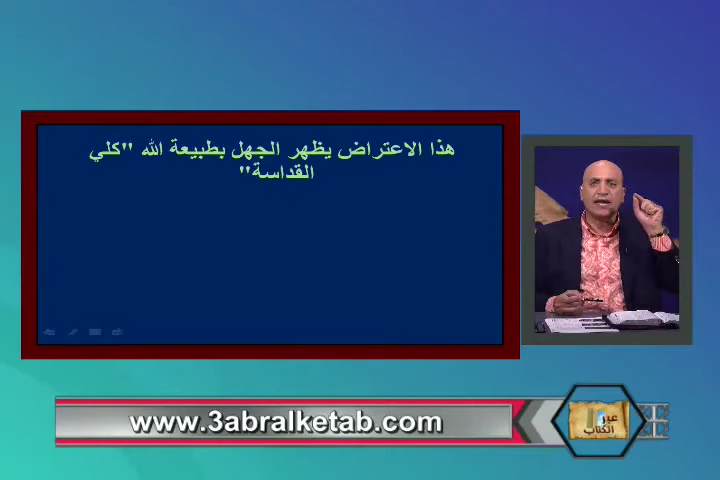 هذا الاعتراض يظهر الجهل بطبيعة الله "كلي
القداسة"
www.3abralketab.com
عبر
الكتاب